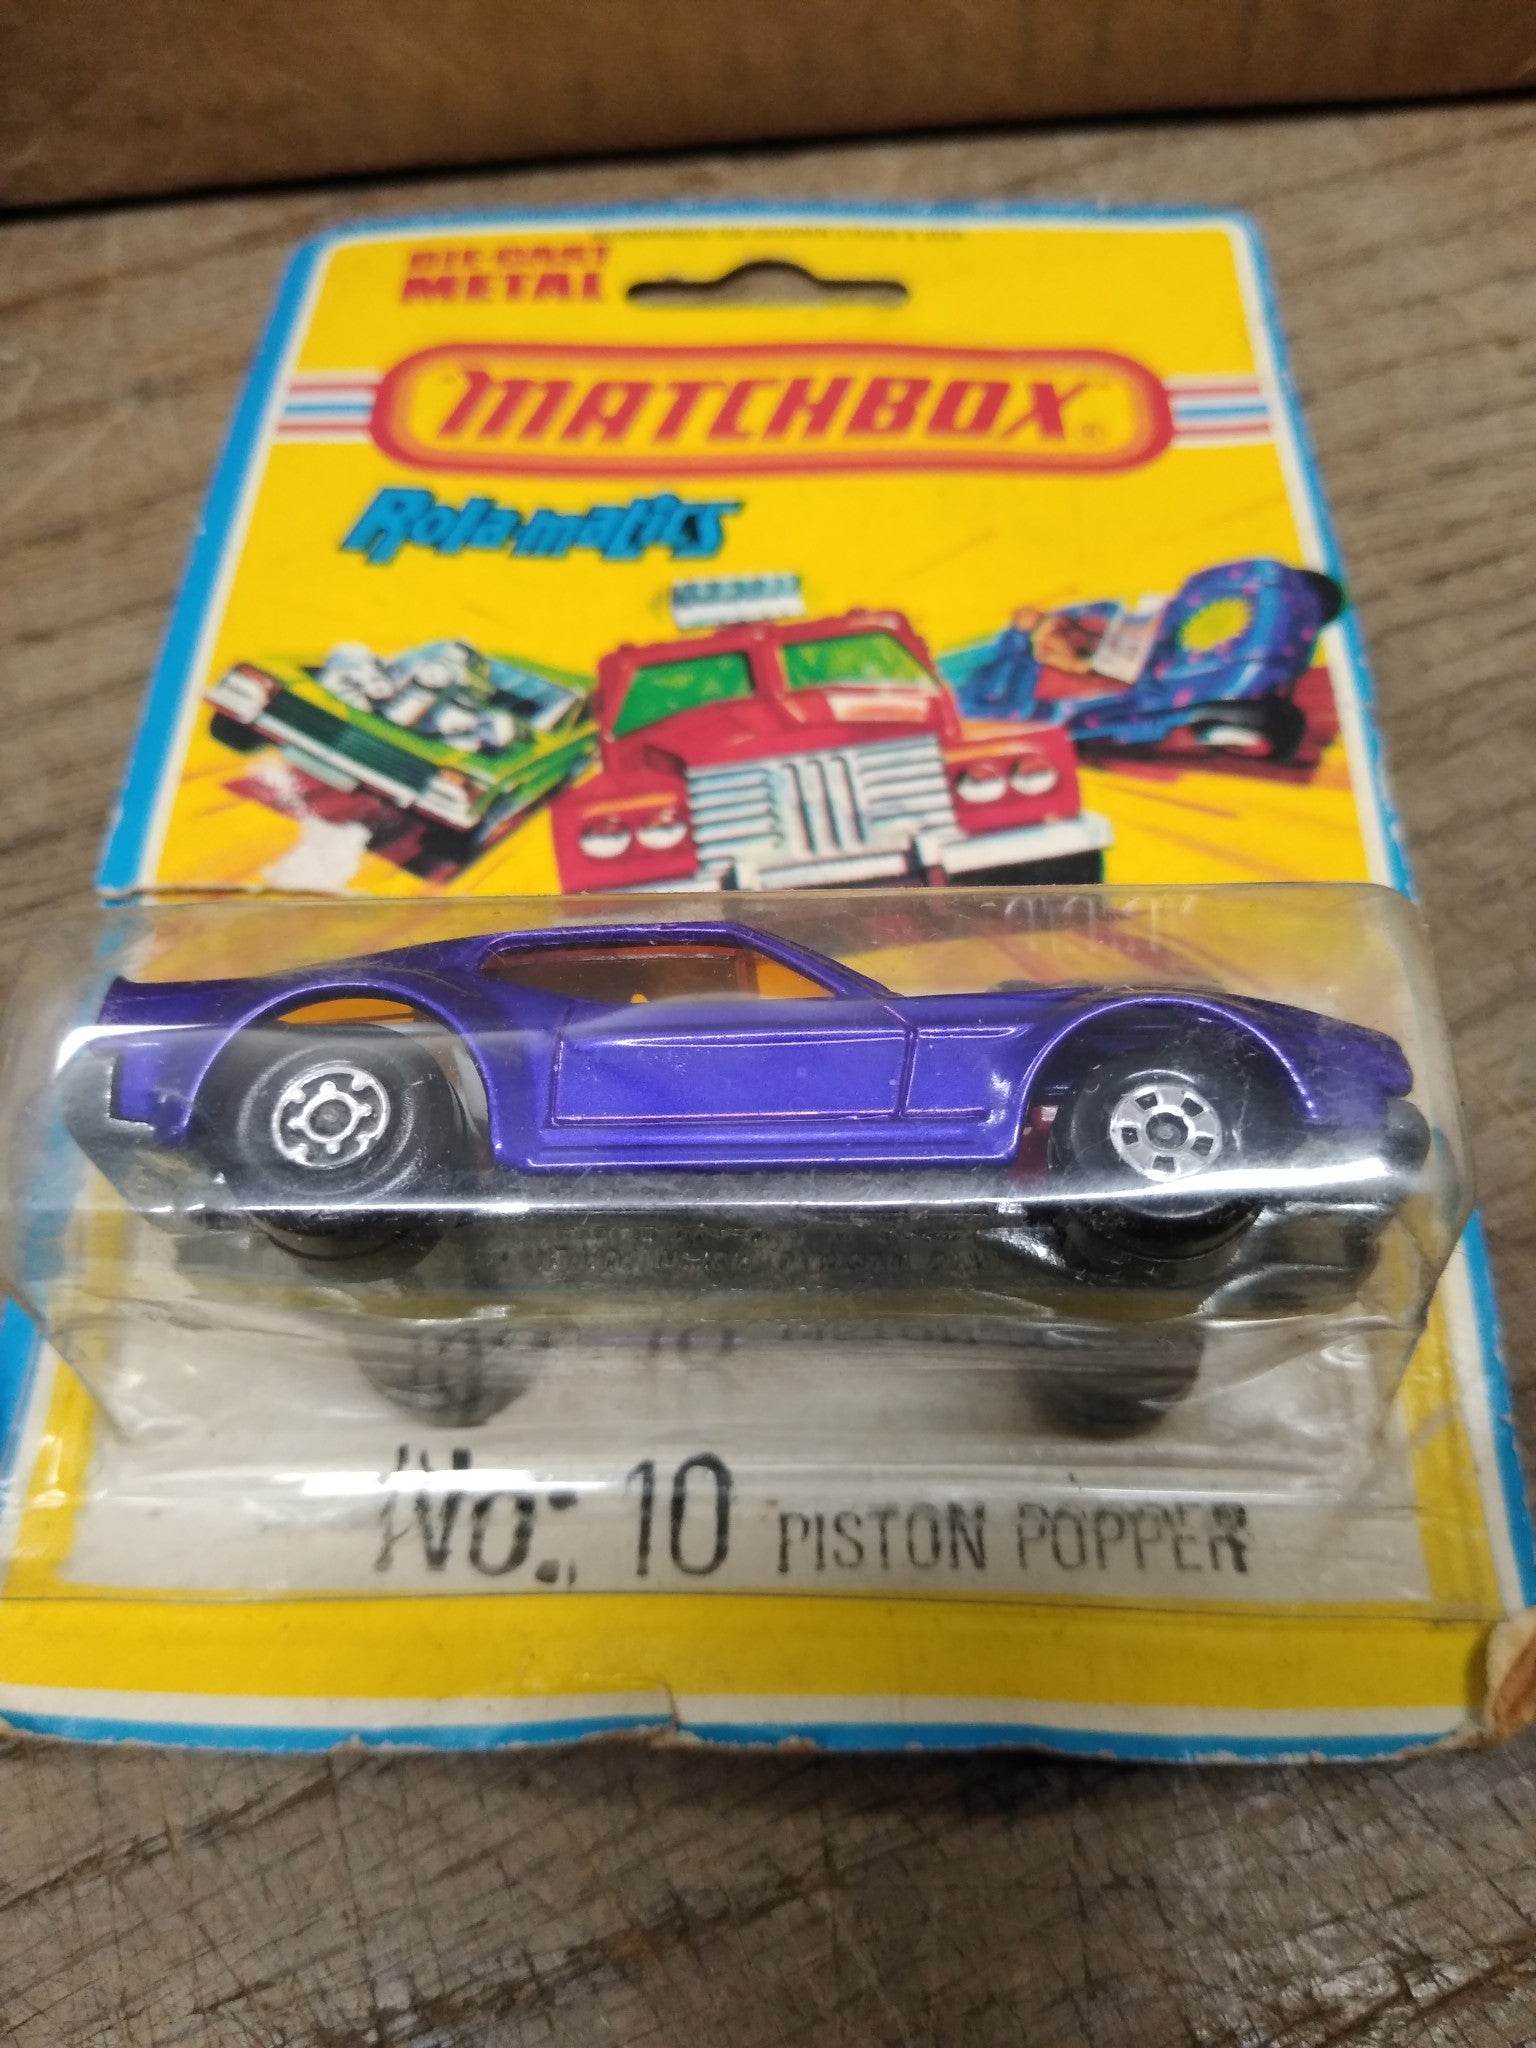 DIE-CAST
METAL
MATCHBOX®
Rola-matics
No: 10 PISTON POPPER